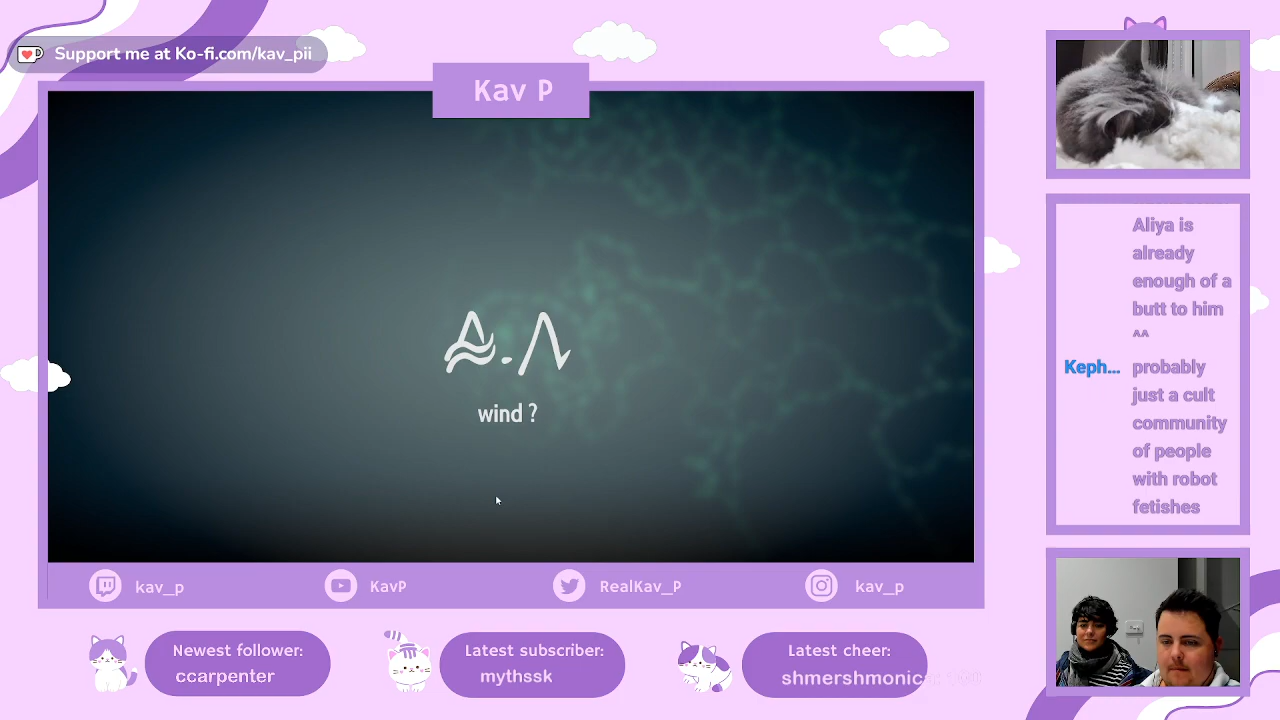 Support me at Ko-fi.com/kav_pii
Kav P
wind ?
kav_p
KavP
RealKav_P
kav_p
Newest follower:
ccarpenter
Latest subscriber:
mythssk
Latest cheer:
shmershmonica:
Aliya is
already
enough of a
butt to him
^^
Keph... probably
just a cult
community
of people
with robot
fetishes